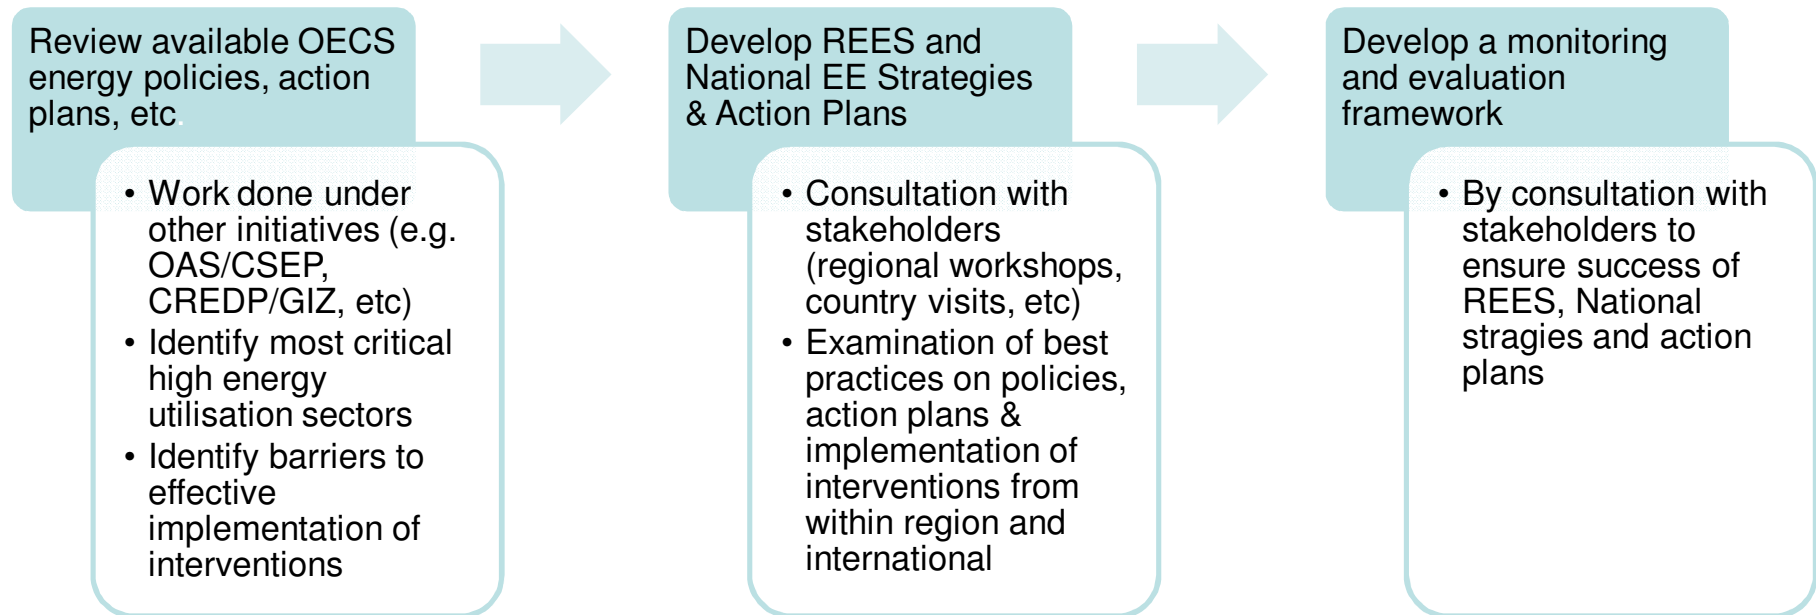 Review available OECS
energy policies, action
plans, etc.
• Work done under
other initiatives (e.g.
OAS/CSEP,
CREDP/GIZ, etc)
• Identify most critical
high energy
utilisation sectors
• Identify barriers to
effective
implementation of
interventions
Develop REES and
National EE Strategies
& Action Plans
• Consultation with
stakeholders
(regional workshops,
country visits, etc)
• Examination of best
practices on policies,
action plans &
implementation of
interventions from
within region and
international
Develop a monitoring
and evaluation
framework
• By consultation with
stakeholders to
ensure success of
REES, National
stragies and action
plans